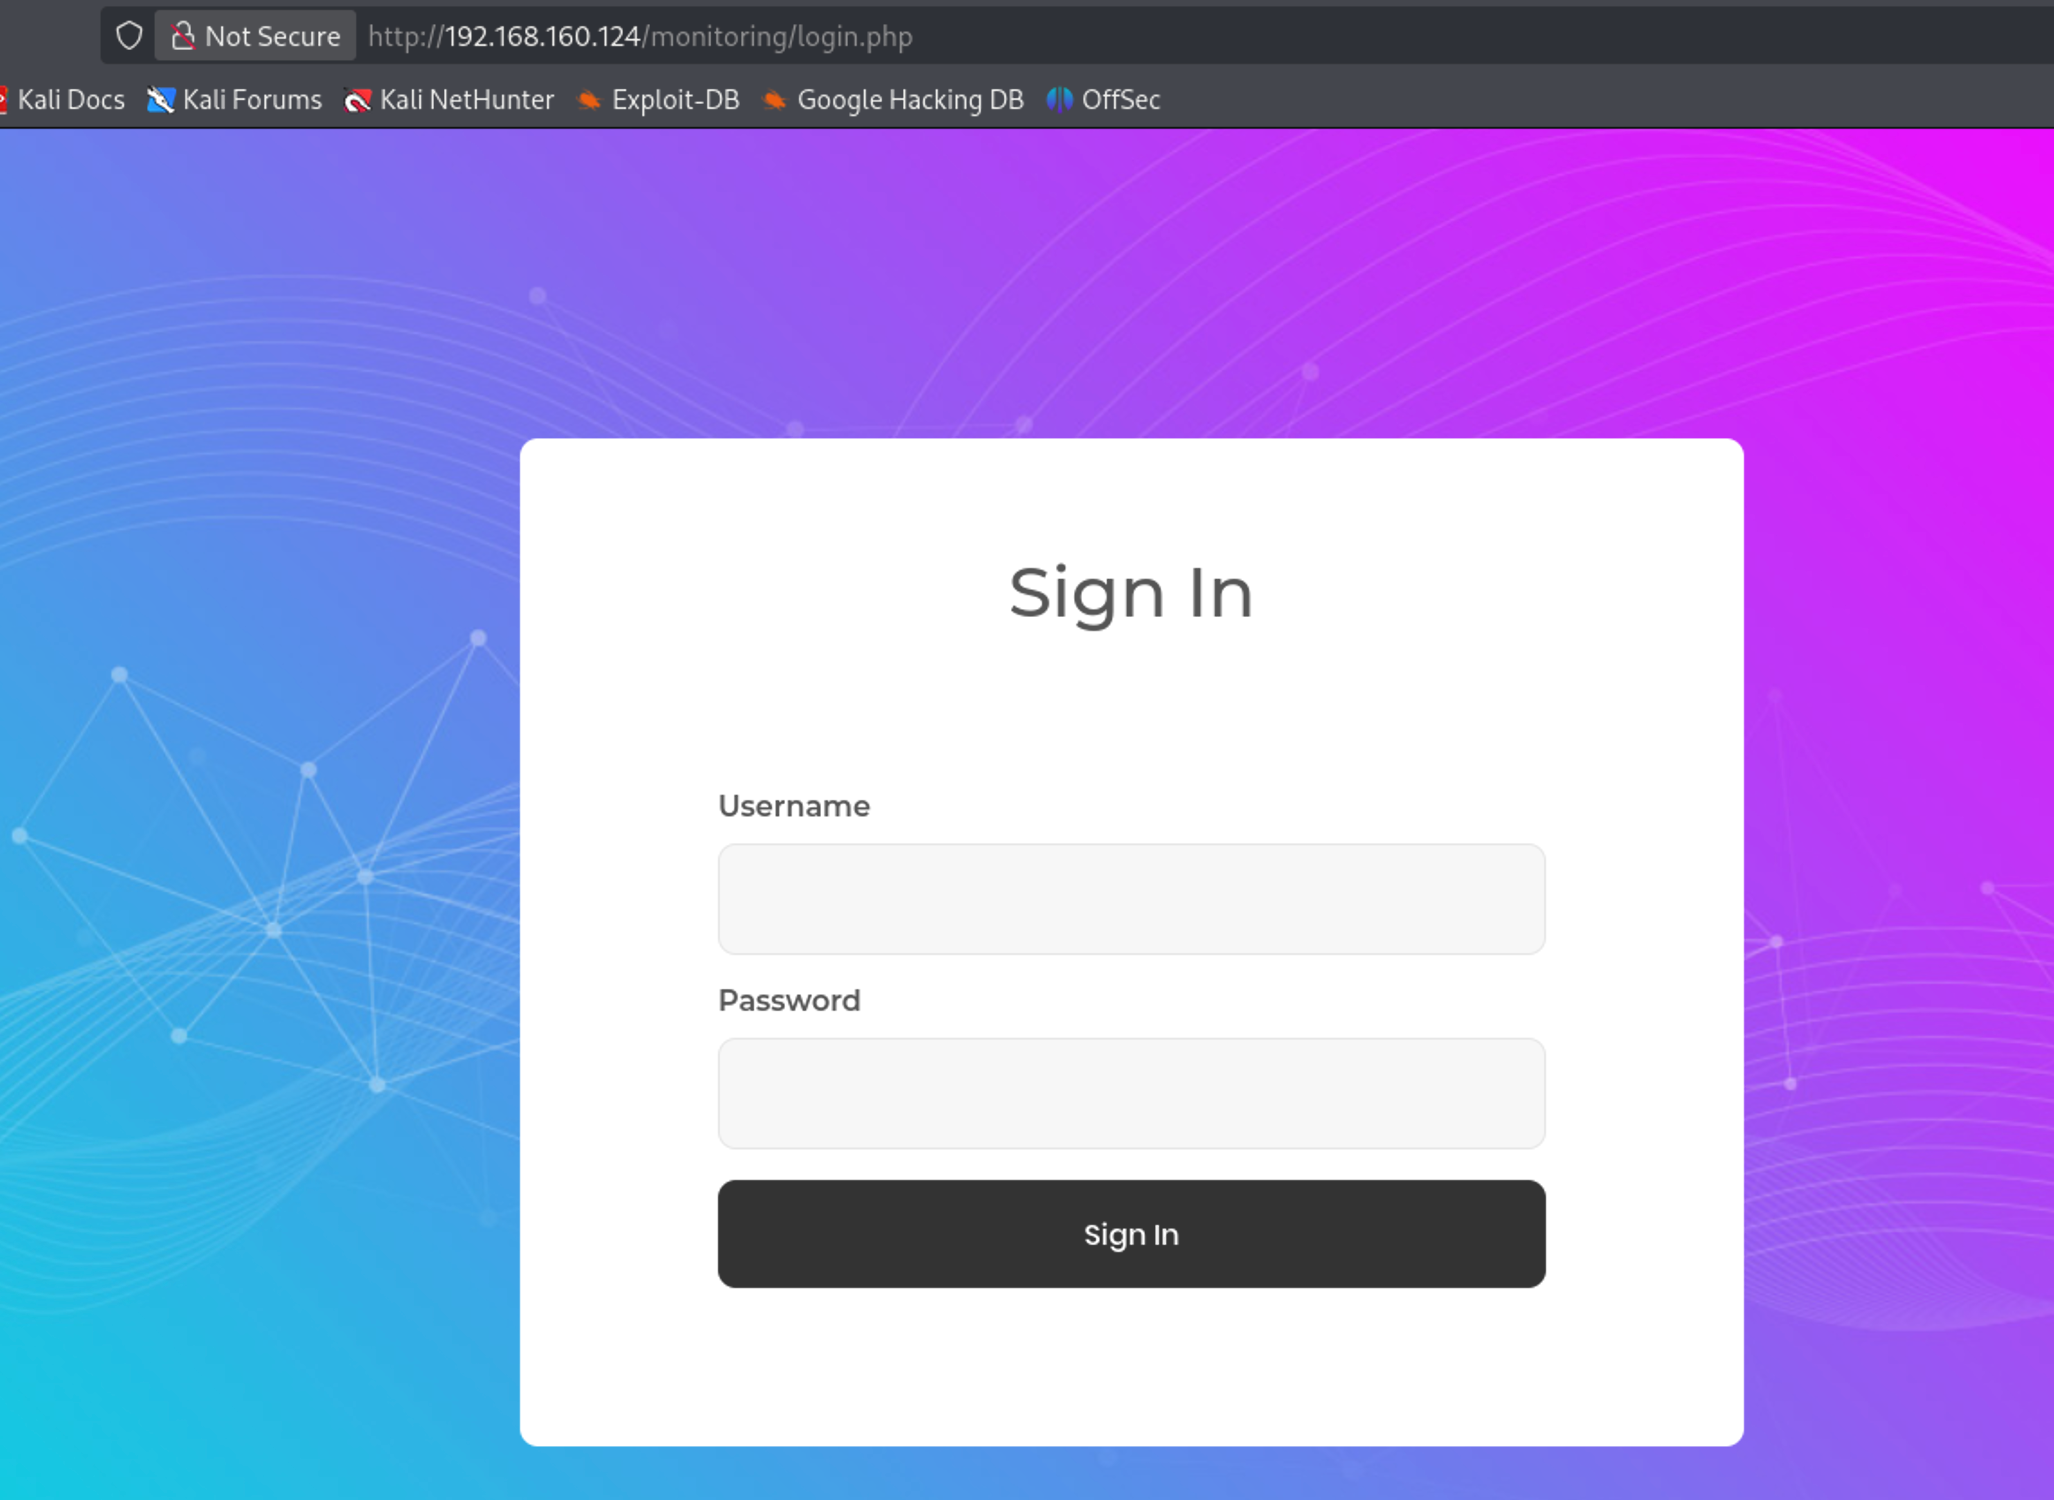 Not Secure http://192.168.160.124/monitoring/login.php
Kali Docs Kali Forums Kali NetHunter Exploit-DB Google Hacking DB OffSec
Sign In
Username
Password
Sign In